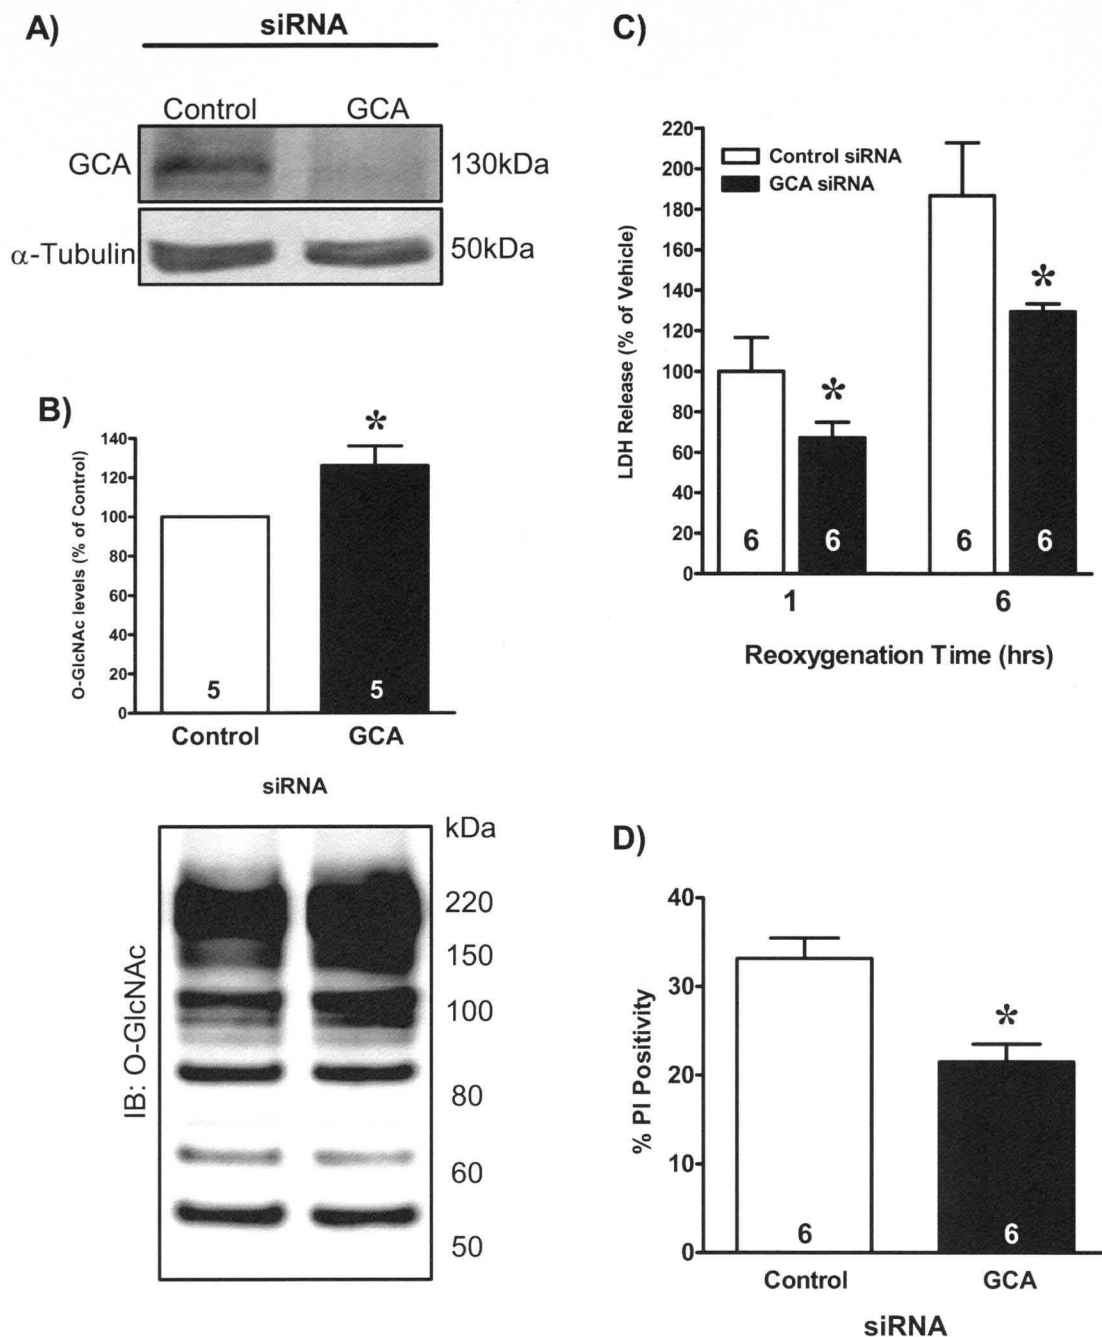 A)
siRNA
Control GCA
GCA 130kDa
α-Tubulin 50kDa
B)
O-GlcNAc levels (% of Control)
140
120
100
80
60
40
20
0
*
5 5
Control GCA
siRNA
IB: O-GlcNAc
kDa
220
150
100
80
60
50
C)
LDH Release (% of Vehicle)
220
200
180
160
140
120
100
80
60
40
20
0
Control siRNA
GCA siRNA
*
*
6 6 6 6
1 6
Reoxygenation Time (hrs)
D)
% PI Positivity
40
30
20
10
0
*
6 6
Control GCA
siRNA